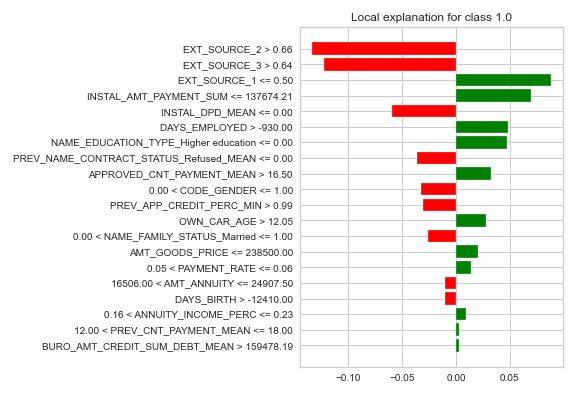 Local explanation for class 1.0
EXT_SOURCE_2 > 0.66
EXT_SOURCE_3 > 0.64
EXT_SOURCE_1 <= 0.50
INSTAL_AMT_PAYMENT_SUM <= 137674.21
INSTAL_DPD_MEAN <= 0.00
DAYS_EMPLOYED > -930.00
NAME_EDUCATION_TYPE_Higher education <= 0.00
PREV_NAME_CONTRACT_STATUS_Refused_MEAN <= 0.00
APPROVED_CNT_PAYMENT_MEAN > 16.50
0.00 < CODE_GENDER <= 1.00
PREV_APP_CREDIT_PERC_MIN > 0.99
OWN_CAR_AGE > 12.05
0.00 < NAME_FAMILY_STATUS_Married <= 1.00
AMT_GOODS_PRICE <= 238500.00
0.05 < PAYMENT_RATE <= 0.06
16506.00 < AMT_ANNUITY <= 24907.50
DAYS_BIRTH > -12410.00
0.16 < ANNUITY_INCOME_PERC <= 0.23
12.00 < PREV_CNT_PAYMENT_MEAN <= 18.00
BURO_AMT_CREDIT_SUM_DEBT_MEAN > 159478.19
−0.10 −0.05 0.00 0.05